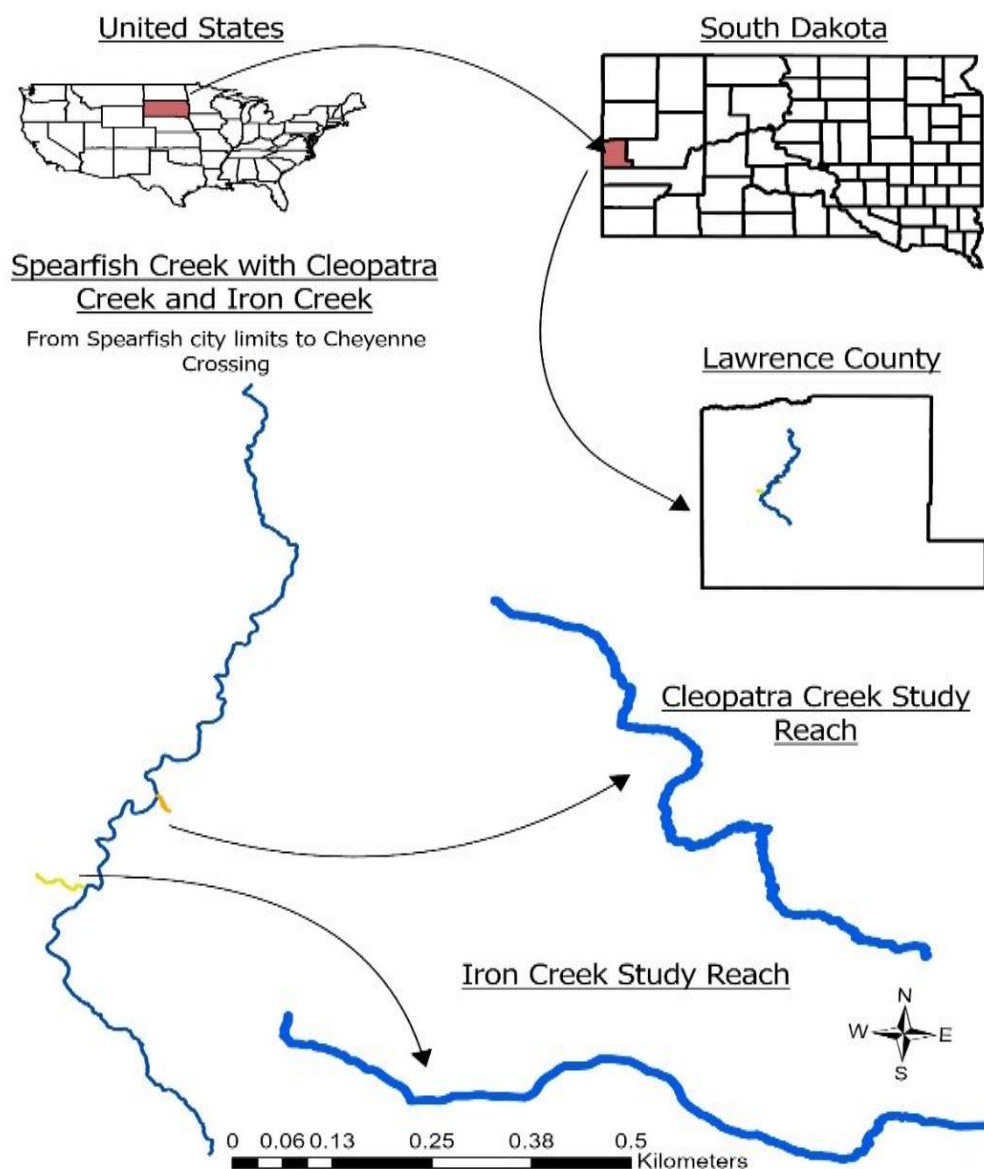 United States
South Dakota
Spearfish Creek with Cleopatra
Creek and Iron Creek
From Spearfish city limits to Cheyenne
Crossing
Lawrence County
Cleopatra Creek Study
Reach
Iron Creek Study Reach
N
W E
S
0 0.06 0.13 0.25 0.38 0.5
Kilometers